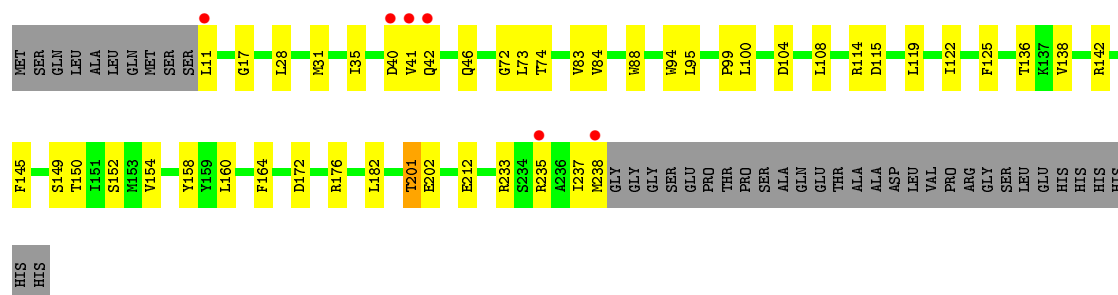 MET SER GLN LEU ALA LEU GLN MET SER SER L11 G17 L28 M31 I35 D40 V41 Q42 Q46 G72 L73 T74 V83 V84 W88 W94 L95 P99 L100 D104 L108 R114 D115 L119 I122 F125 T136 K137 V138 R142
F145 S149 T150 I151 S152 M153 V154 Y158 Y159 L160 F164 D172 R176 L182 T201 E202 E212 R233 S234 R235 A236 I237 M238 GLY GLY GLY SER GLU PRO THR PRO SER ALA GLN GLU THR ALA ALA ASP LEU VAL PRO ARG GLY SER LEU GLU HIS HIS HIS HIS
HIS HIS